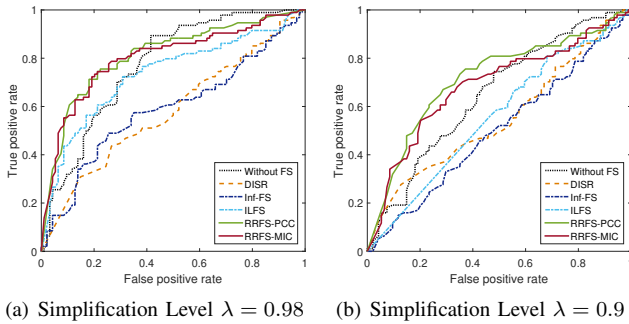 1
0.8
0.6
0.4
0.2
0
True positive rate
0 0.2 0.4 0.6 0.8 1
False positive rate
Without FS
DISR
Inf-FS
ILFS
RRFS-PCC
RRFS-MIC
(a) Simplification Level λ = 0.98
1
0.8
0.6
0.4
0.2
0
True positive rate
0 0.2 0.4 0.6 0.8 1
False positive rate
Without FS
DISR
Inf-FS
ILFS
RRFS-PCC
RRFS-MIC
(b) Simplification Level λ = 0.9